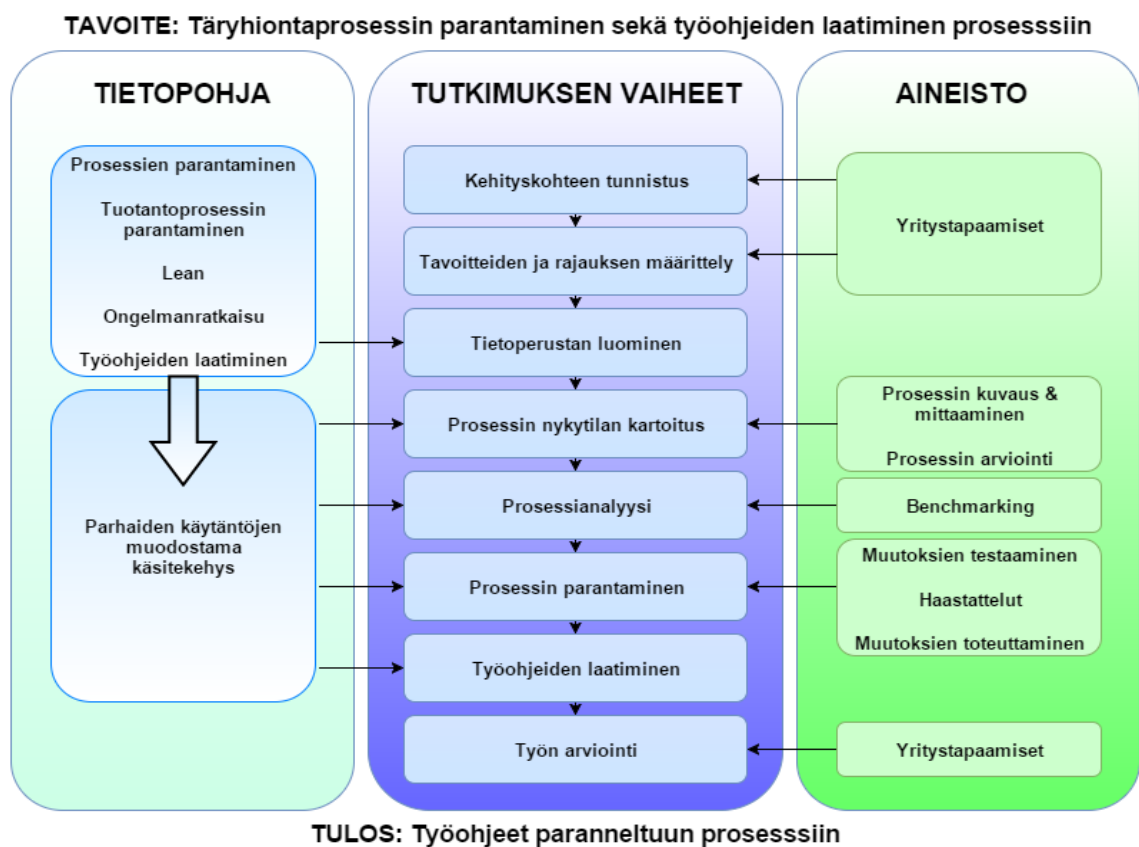 TAVOITE: Täryhiontaprosessin parantaminen sekä työohjeiden laatiminen prosesssiin
TIETOPOHJA
Prosessien parantaminen
Tuotantoprosessin
parantaminen
Lean
Ongelmanratkaisu
Työohjeiden laatiminen
Parhaiden käytäntöjen
muodostama
käsitekehys
TUTKIMUKSEN VAIHEET
Kehityskohteen tunnistus
Tavoitteiden ja rajauksen määrittely
Tietoperustan luominen
Prosessin nykytilan kartoitus
Prosessianalyysi
Prosessin parantaminen
Työohjeiden laatiminen
Työn arviointi
AINEISTO
Yritystapaamiset
Prosessin kuvaus &
mittaaminen
Prosessin arviointi
Benchmarking
Muutoksien testaaminen
Haastattelut
Muutoksien toteuttaminen
Yritystapaamiset
TULOS: Työohjeet paranneltuun prosesssiin